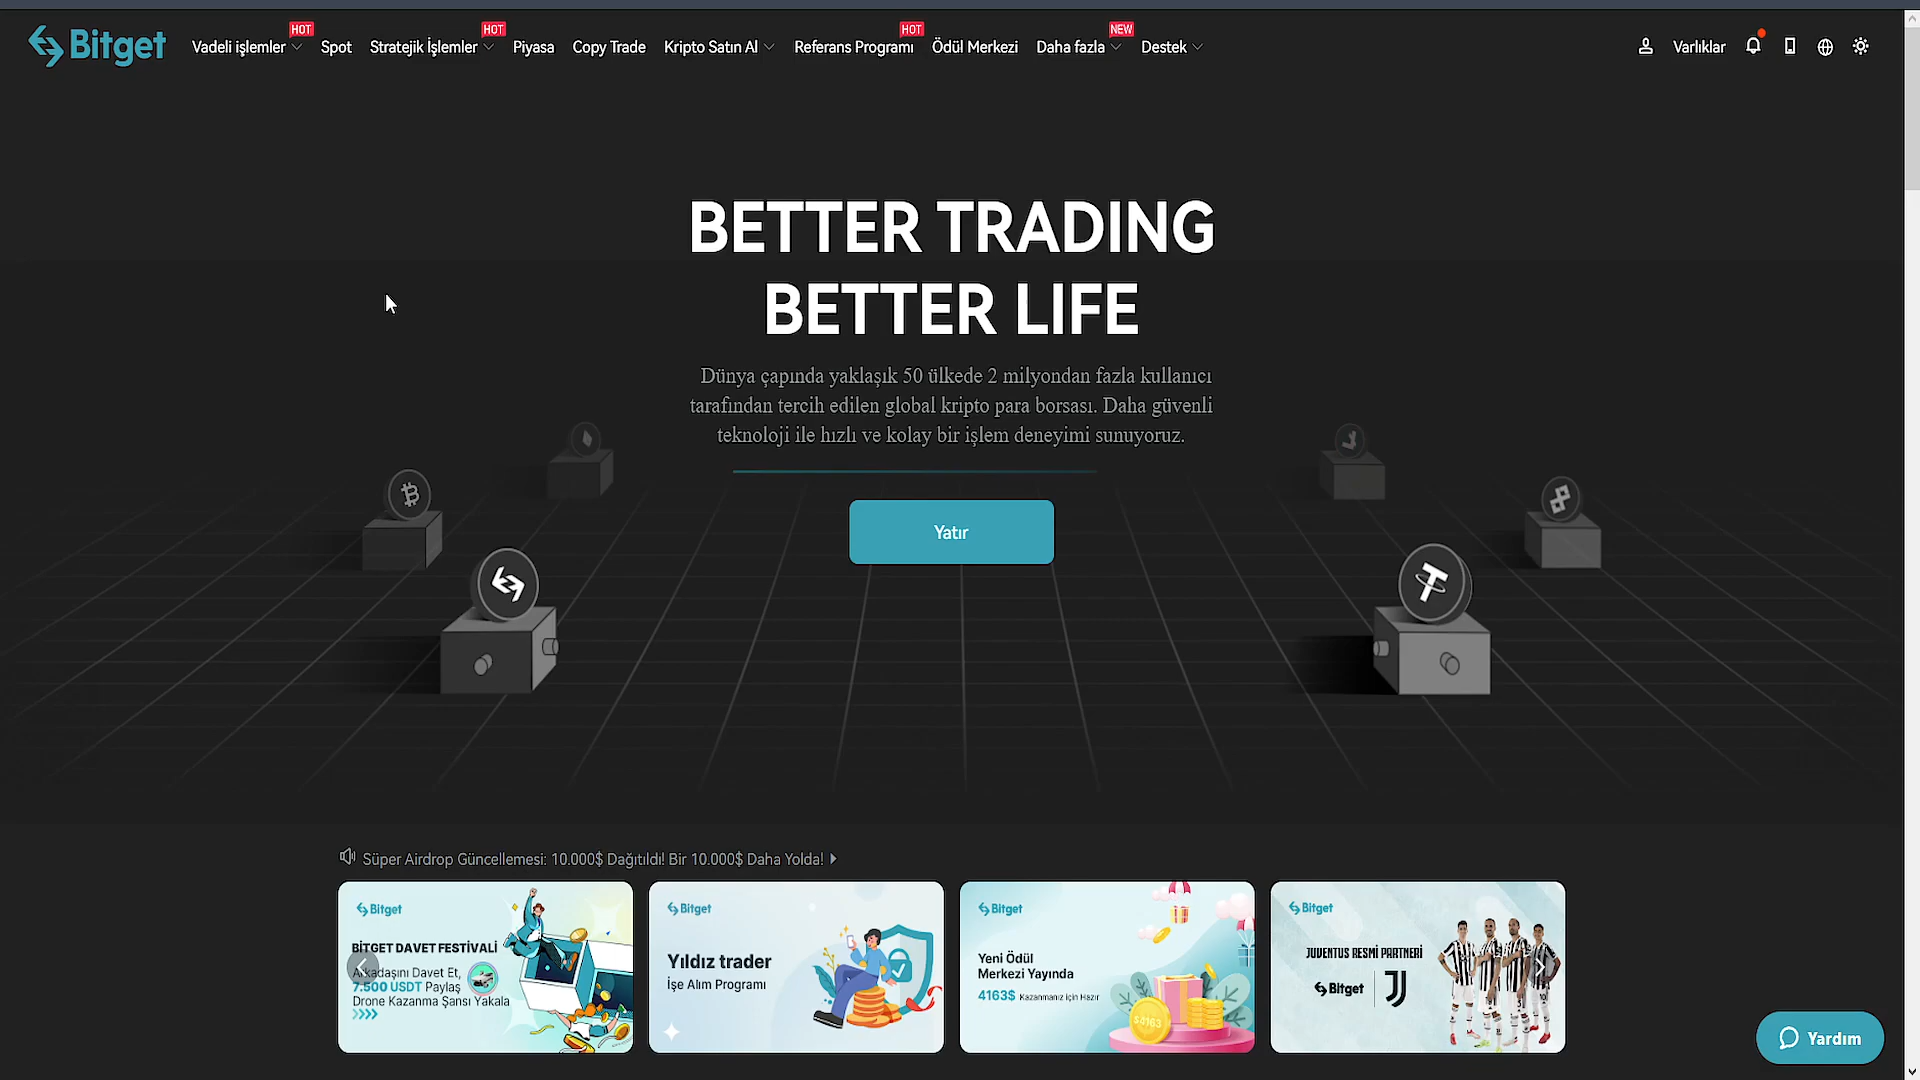 Bitget
Vadeli işlemler HOT
Spot
Stratejik İşlemler HOT
Piyasa
Copy Trade
Kripto Satın Al
Referans Programı HOT
Ödül Merkezi
Daha fazla NEW
Destek
Varlıklar
BETTER TRADING
BETTER LIFE
Dünya çapında yaklaşık 50 ülkede 2 milyondan fazla kullanıcı
tarafından tercih edilen global kripto para borsası. Daha güvenli
teknoloji ile hızlı ve kolay bir işlem deneyimi sunuyoruz.
Yatır
Süper Airdrop Güncellemesi: 10.000$ Dağıtıldı! Bir 10.000$ Daha Yolda!
Bitget
BİTGET DAVET FESTİVALİ
Arkadaşını Davet Et,
7.500 USDT Paylaş
Drone Kazanma Şansı Yakala
Bitget
Yıldız trader
İşe Alım Programı
Bitget
Yeni Ödül
Merkezi Yayında
4163$ Kazanmanız için Hazır
$4163
Bitget
JUVENTUS RESMİ PARTNERİ
Bitget
Yardım